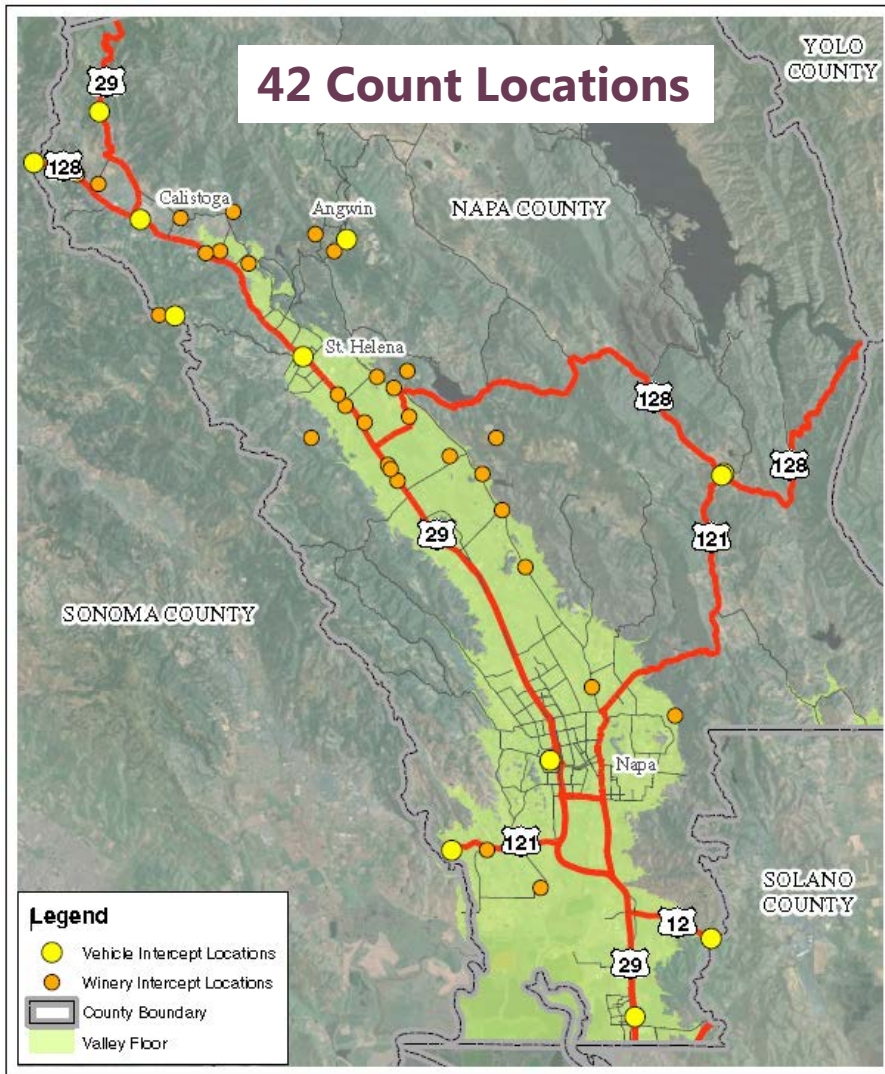 42 Count Locations
YOLO
COUNTY
29
128
Calistoga
Angwin
NAPA COUNTY
St. Helena
128
128
29
121
SONOMA COUNTY
Napa
121
SOLANO
COUNTY
12
29
Legend
Vehicle Intercept Locations
Winery Intercept Locations
County Boundary
Valley Floor